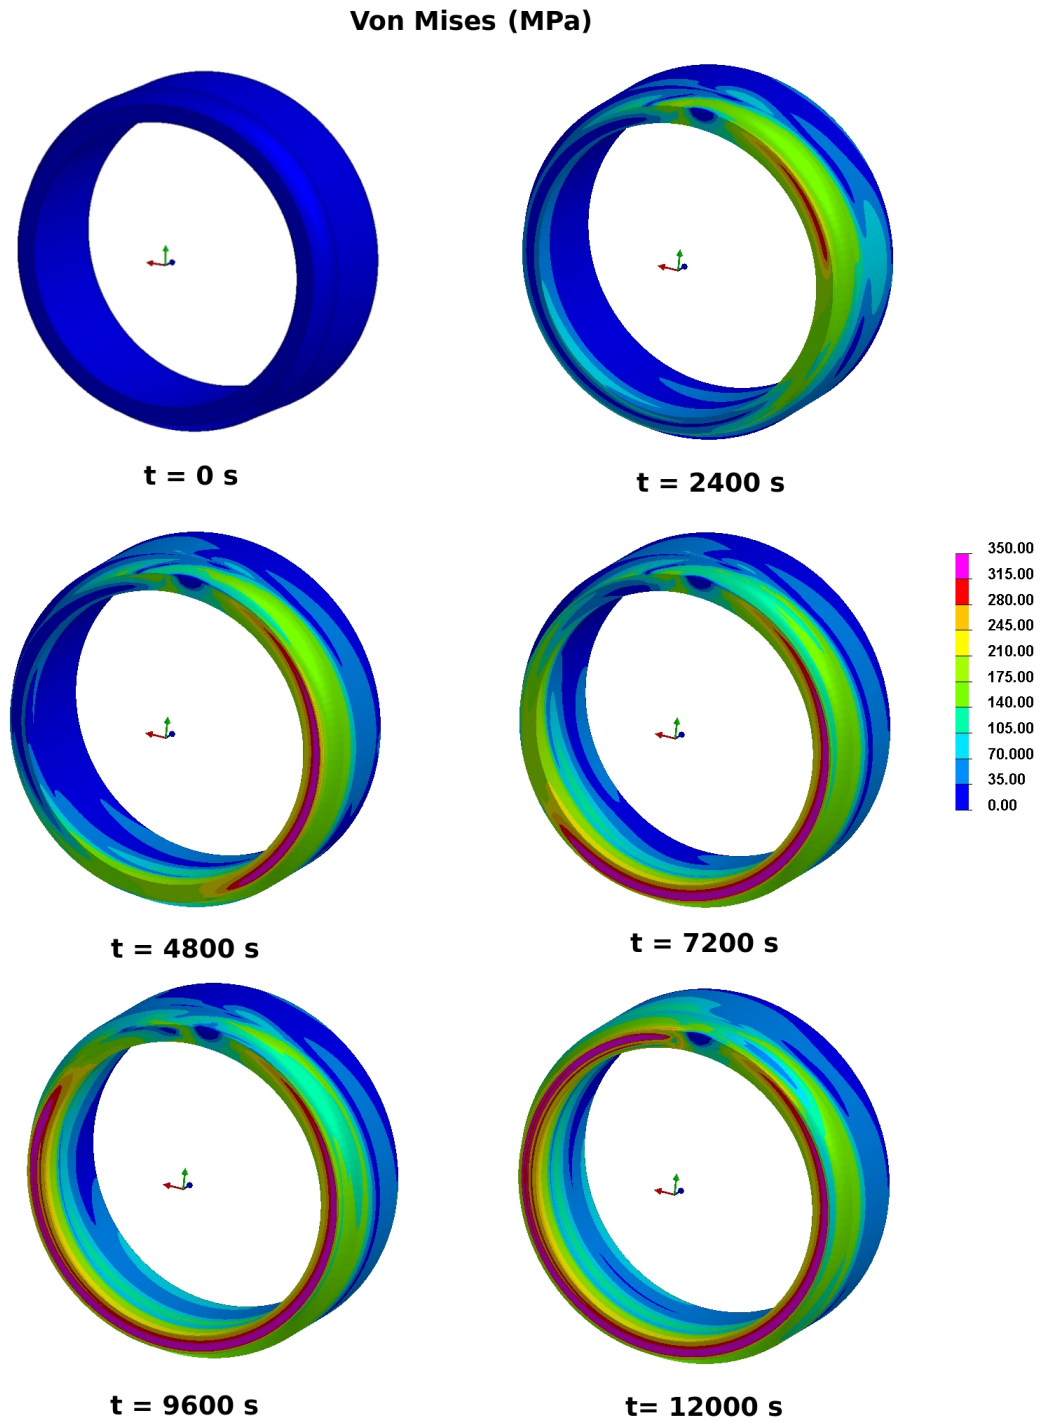 Von Mises (MPa)
t = 0 s
t = 2400 s
350.00
315.00
280.00
245.00
210.00
175.00
140.00
105.00
70.000
35.00
0.00
t = 4800 s
t = 7200 s
t = 9600 s
t= 12000 s